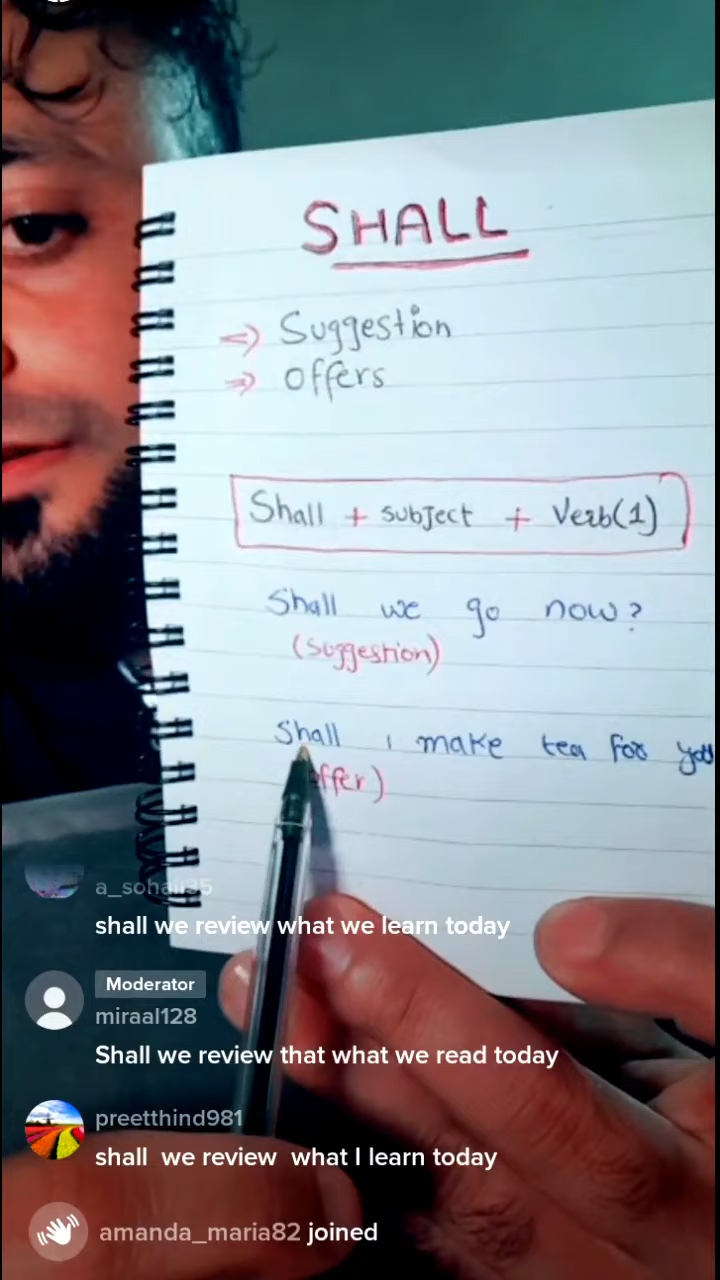 SHALL
=> Suggestion
=> offers
Shall + subject + Verb(1)
Shall we go now?
(suggestion)
Shall i make tea for you
offer)
a_sohail35
shall we review what we learn today
Moderator
miraal128
Shall we review that what we read today
preetthind981
shall we review what I learn today
amanda_maria82 joined